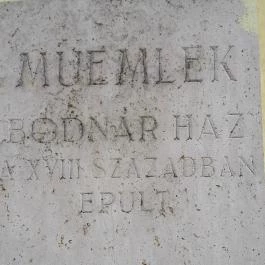 MŰEMLÉK
BODNÁR HÁZ
A XVIII. SZÁZADBAN
ÉPÜLT